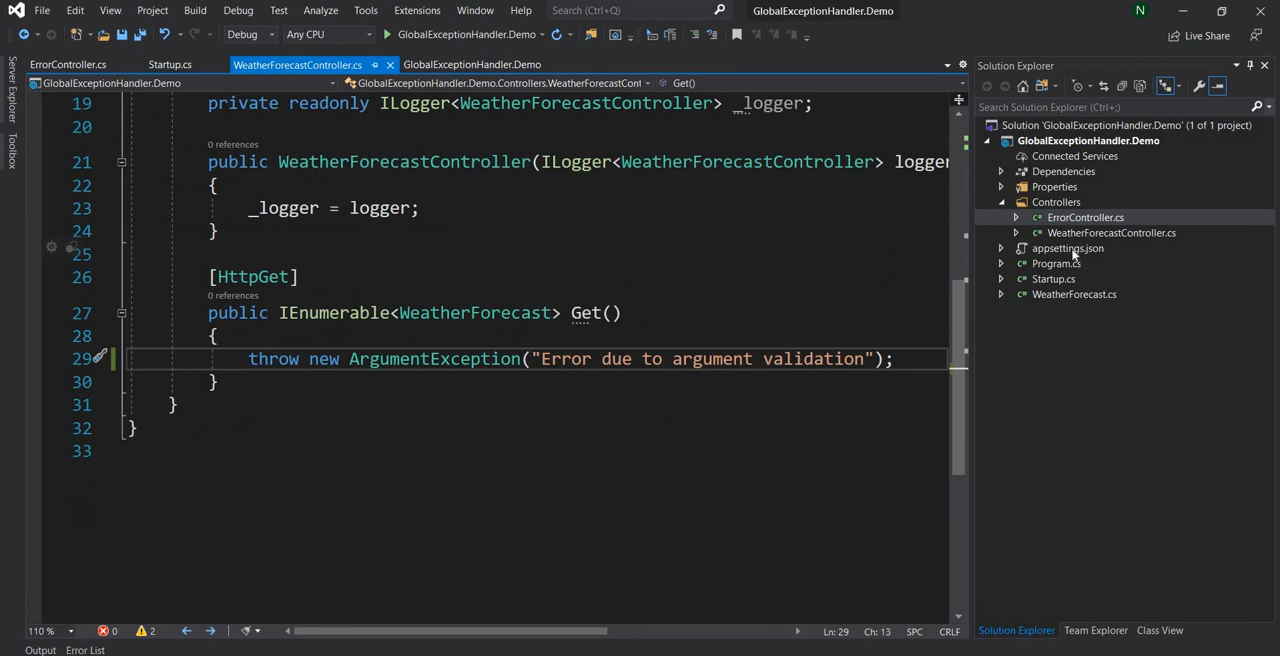 File Edit View Project Build Debug Test Analyze Tools Extensions Window Help Search (Ctrl+Q) GlobalExceptionHandler.Demo N
Debug Any CPU GlobalExceptionHandler.Demo Live Share
ErrorController.cs Startup.cs WeatherForecastController.cs GlobalExceptionHandler.Demo
GlobalExceptionHandler.Demo GlobalExceptionHandler.Demo.Controllers.WeatherForecastCont Get()
Server Explorer
Toolbox
19 private readonly ILogger<WeatherForecastController> _logger;
20
0 references
21 public WeatherForecastController(ILogger<WeatherForecastController> logger
22 {
23 _logger = logger;
24 }
25
26 [HttpGet]
0 references
27 public IEnumerable<WeatherForecast> Get()
28 {
29 throw new ArgumentException("Error due to argument validation");
30 }
31 }
32 }
33
110 % 0 2 Ln: 29 Ch: 13 SPC CRLF
Output Error List
Solution Explorer
Search Solution Explorer (Ctrl+;)
Solution 'GlobalExceptionHandler.Demo' (1 of 1 project)
GlobalExceptionHandler.Demo
Connected Services
Dependencies
Properties
Controllers
ErrorController.cs
WeatherForecastController.cs
appsettings.json
Program.cs
Startup.cs
WeatherForecast.cs
Solution Explorer Team Explorer Class View